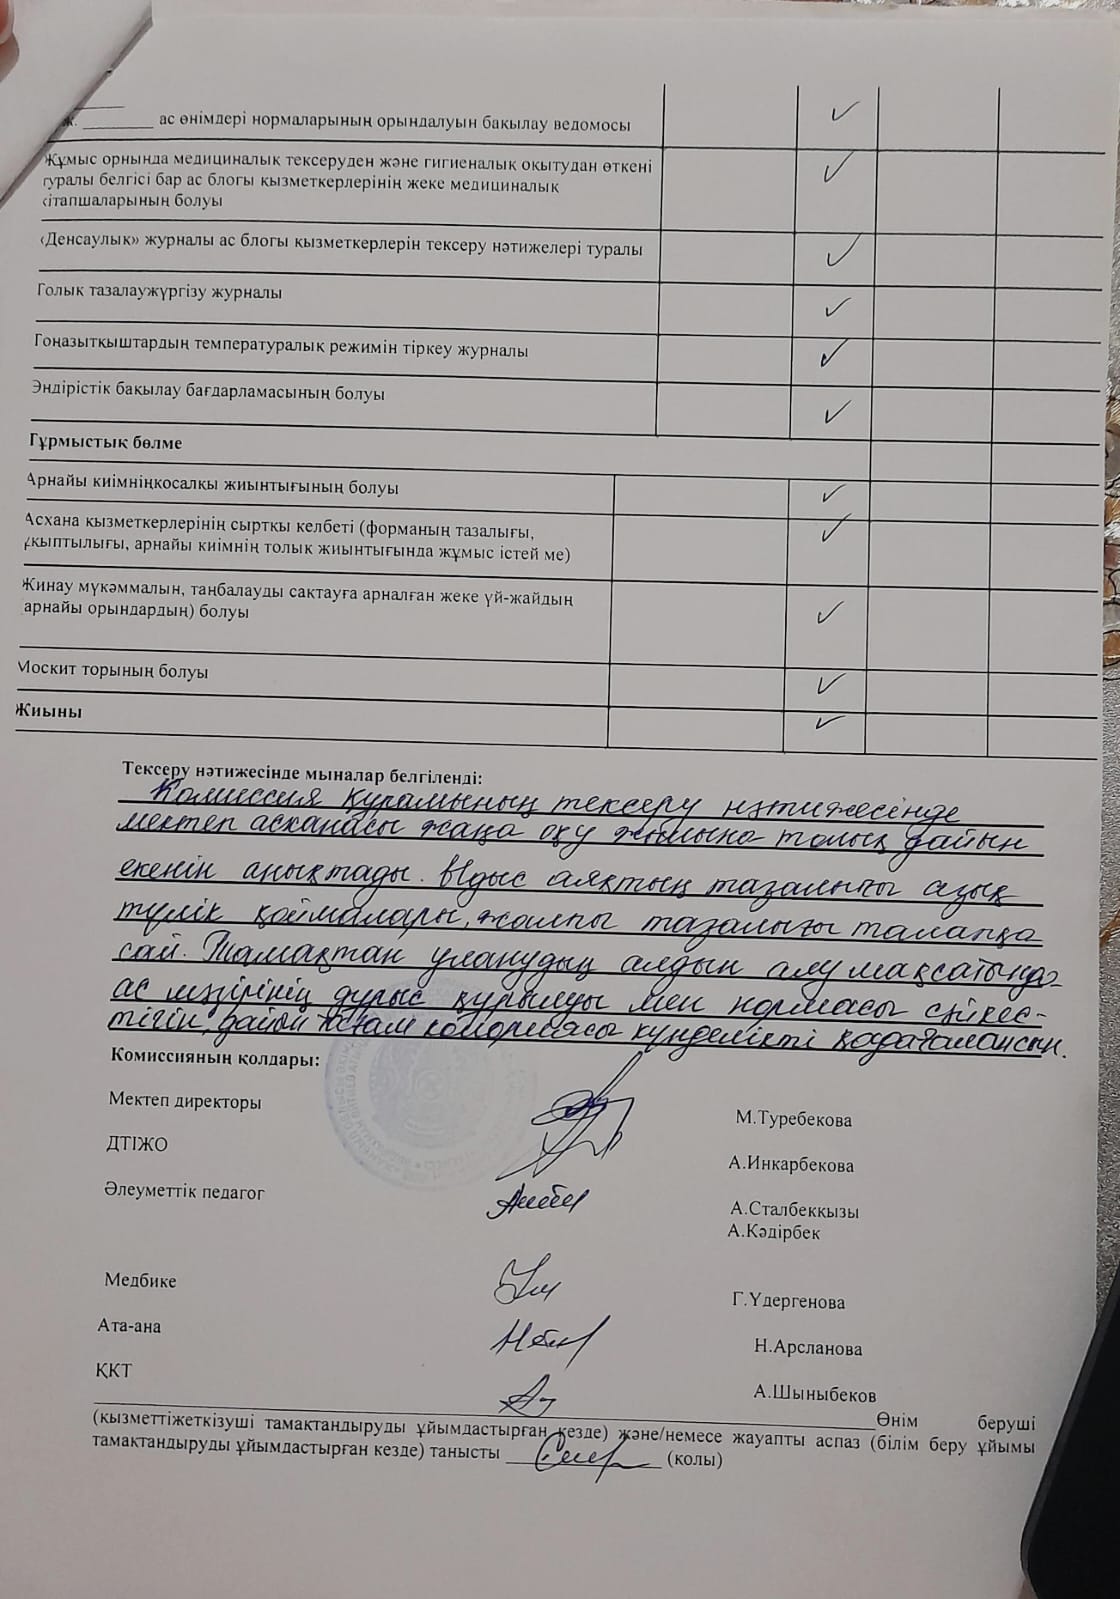 ж. ________ ас өнімдері нормаларының орындалуын бақылау ведомосы
Жұмыс орнында медициналық тексеруден және гигиеналық оқытудан өткені
туралы белгісі бар ас блогы қызметкерлерінің жеке медициналық
кітапшаларының болуы
«Денсаулық» журналы ас блогы қызметкерлерін тексеру нәтижелері туралы
Толық тазалаужүргізу журналы
Тоңазытқыштардың температуралық режимін тіркеу журналы
Өндірістік бақылау бағдарламасының болуы
Тұрмыстық бөлме
Арнайы киімніңқосалқы жиынтығының болуы
Асхана қызметкерлерінің сыртқы келбеті (форманың тазалығы,
ұқыптылығы, арнайы киімнің толық жиынтығында жұмыс істей ме)
Жинау мүкәммалын, таңбалауды сақтауға арналған жеке үй-жайдың
арнайы орындардың) болуы
Москит торының болуы
Жиыны
Тексеру нәтижесінде мыналар белгіленді:
Комиссия құрамының тексеру нәтижесінде
мектеп асханасы жаңа оқу жылына толық дайын
екенін анықтады. Ыдыс аяқтың тазалығы азық
түлік қоймалары, жалпы тазалығы талапқа
сай. Тамақтан уланудың алдын алу мақсатында
ас мәзірінің дұрыс құрылуы мен нормасы сәйкес-
тігін, дайын тағам күнделікті қадағалансын.
Комиссияның қолдары:
Мектеп директоры М.Туребекова
ДТІЖО А.Инкарбекова
Әлеуметтік педагог А.Сталбекқызы
А.Кәдірбек
Медбике Г.Үдергенова
Ата-ана Н.Арсланова
ҚКТ А.Шыныбеков
Өнім беруші
(қызметтіжеткізуші тамақтандыруды ұйымдастырған кезде) және/немесе жауапты аспаз (білім беру ұйымы
тамақтандыруды ұйымдастырған кезде) танысты ________ (қолы)